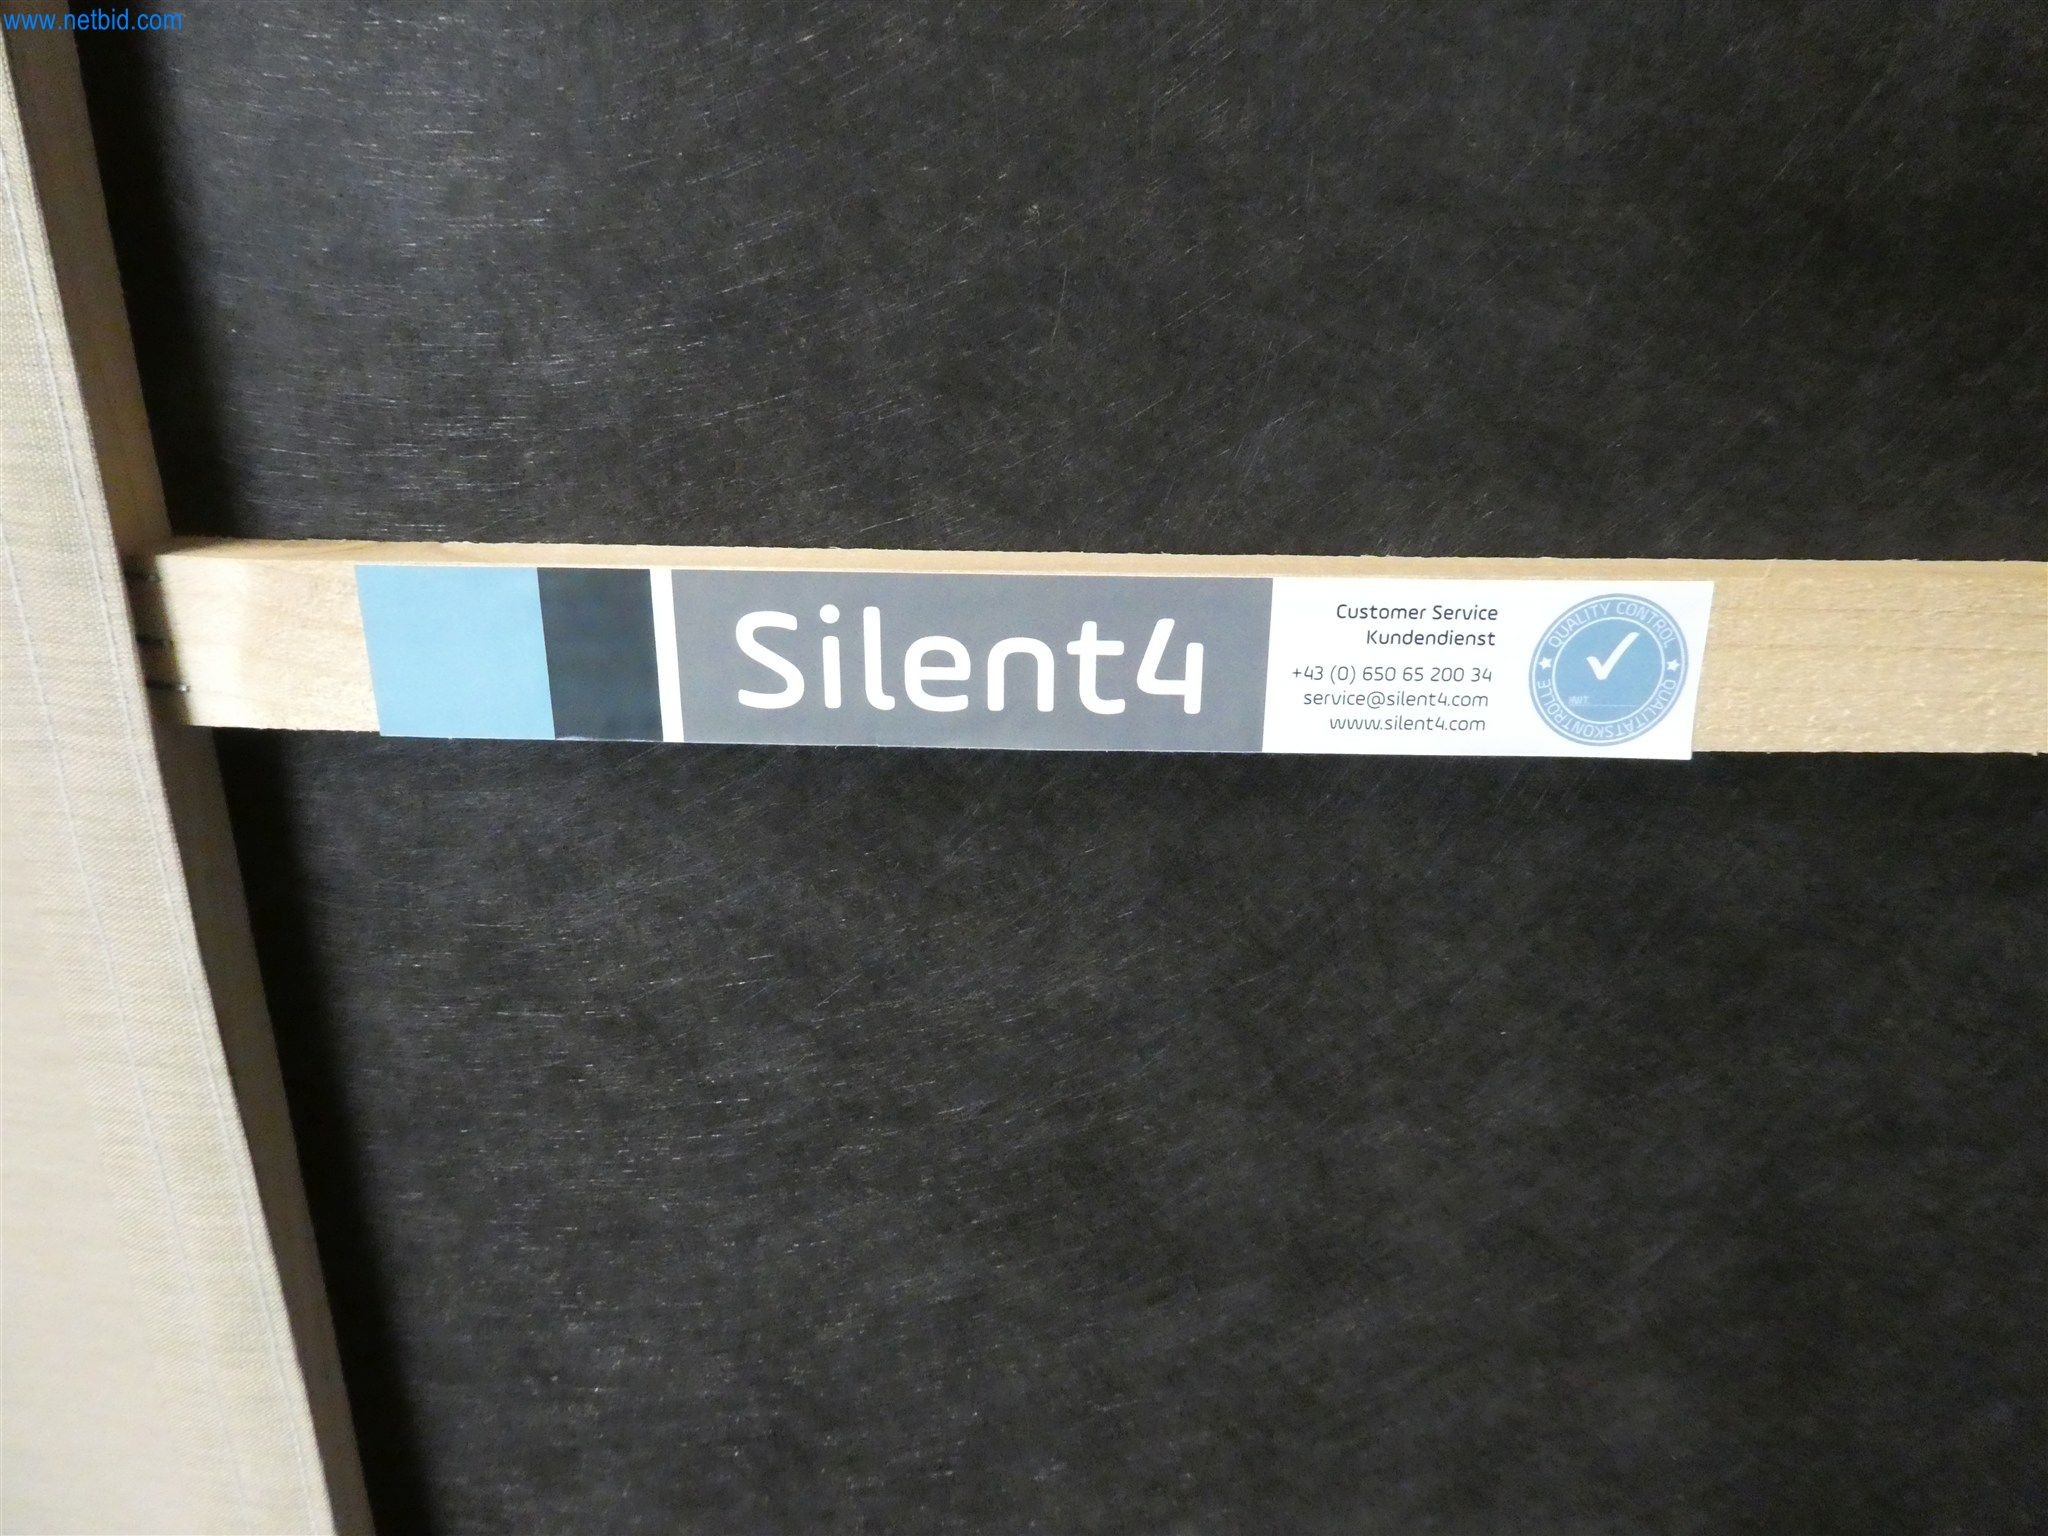 www.netbid.com
Silent4
Customer Service
Kundendienst
+43 (0) 650 65 200 34
service@silent4.com
www.silent4.com
QUALITY CONTROL
QUALITÄTSKONTROLLE